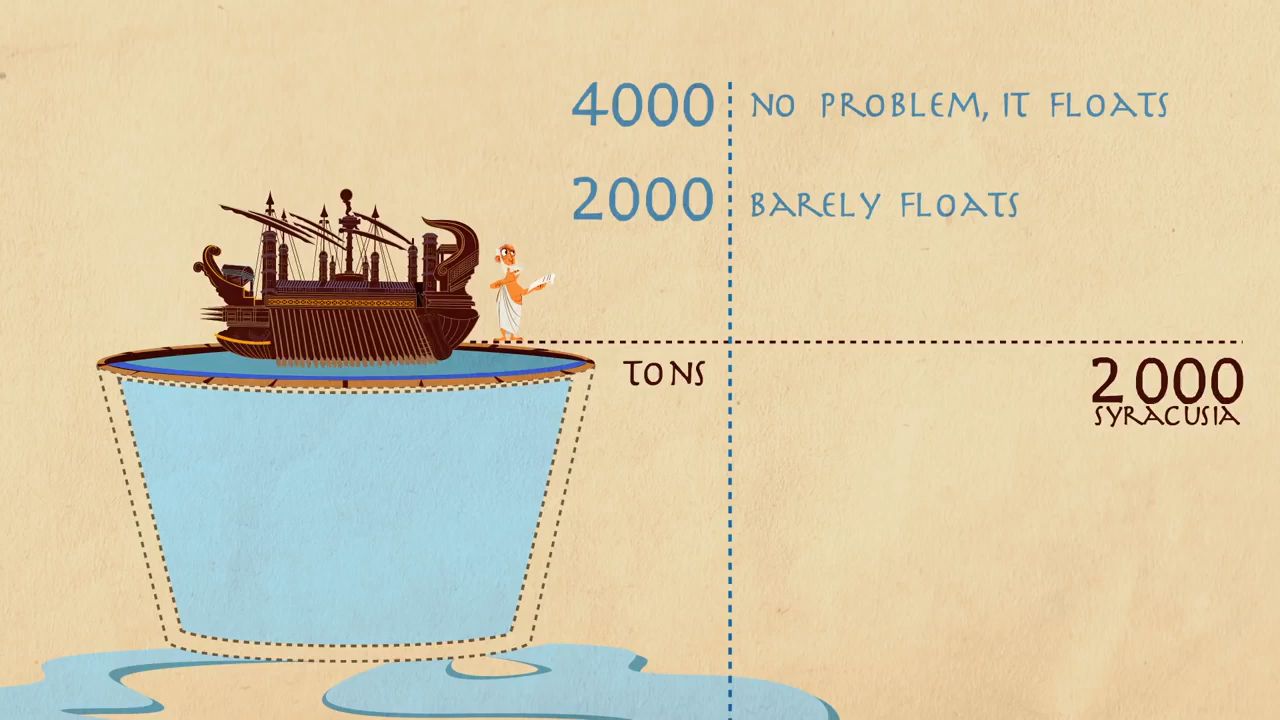 4000 NO PROBLEM, IT FLOATS
2000 BARELY FLOATS
TONS
2000
SYRACUSIA